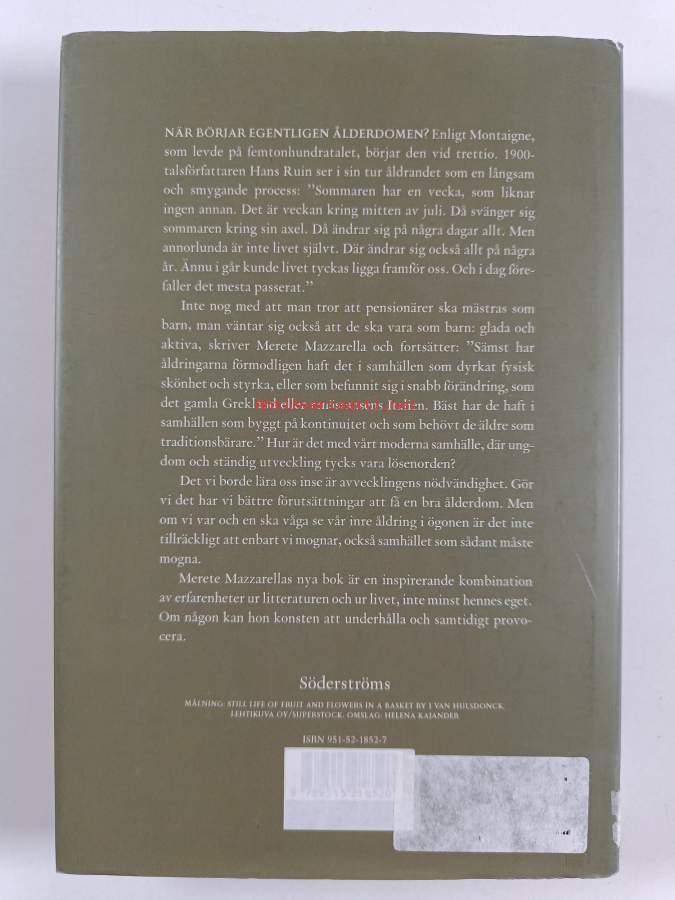 NÄR BÖRJAR EGENTLIGEN ÅLDERDOMEN? Enligt Montaigne,
som levde på femtonhundratalet, börjar den vid trettio. 1900-
talsförfattaren Hans Ruin ser i sin tur åldrandet som en långsam
och smygande process: ”Sommaren har en vecka, som liknar
ingen annan. Det är veckan kring mitten av juli. Då svänger sig
sommaren kring sin axel. Då ändrar sig på några dagar allt. Men
annorlunda är inte livet självt. Där ändrar sig också allt på några
år. Ännu i går kunde livet tyckas ligga framför oss. Och i dag före-
faller det mesta passerat.”
Inte nog med att man tror att pensionärer ska mästras som
barn, man väntar sig också att de ska vara som barn: glada och
aktiva, skriver Merete Mazzarella och fortsätter: ”Sämst har
åldringarna förmodligen haft det i samhällen som dyrkat fysisk
skönhet och styrka, eller som befunnit sig i snabb förändring, som
det gamla Grekland eller renässansens Italien. Bäst har de haft i
samhällen som byggt på kontinuitet och som behövt de äldre som
traditionsbärare.” Hur är det med vårt moderna samhälle, där ung-
dom och ständig utveckling tycks vara lösenorden?
Det vi borde lära oss inse är avvecklingens nödvändighet. Gör
vi det har vi bättre förutsättningar att få en bra ålderdom. Men
om vi var och en ska våga se vår inre åldring i ögonen är det inte
tillräckligt att enbart vi mognar, också samhället som sådant måste
mogna.
Merete Mazzarellas nya bok är en inspirerande kombination
av erfarenheter ur litteraturen och ur livet, inte minst hennes eget.
Om någon kan hon konsten att underhålla och samtidigt provo-
cera.
Söderströms
MÅLNING: STILL LIFE OF FRUIT AND FLOWERS IN A BASKET BY J VAN HULSDONCK
LEHTIKUVA OY/SUPERSTOCK. OMSLAG: HELENA KAJANDER
ISBN 951-52-1852-7